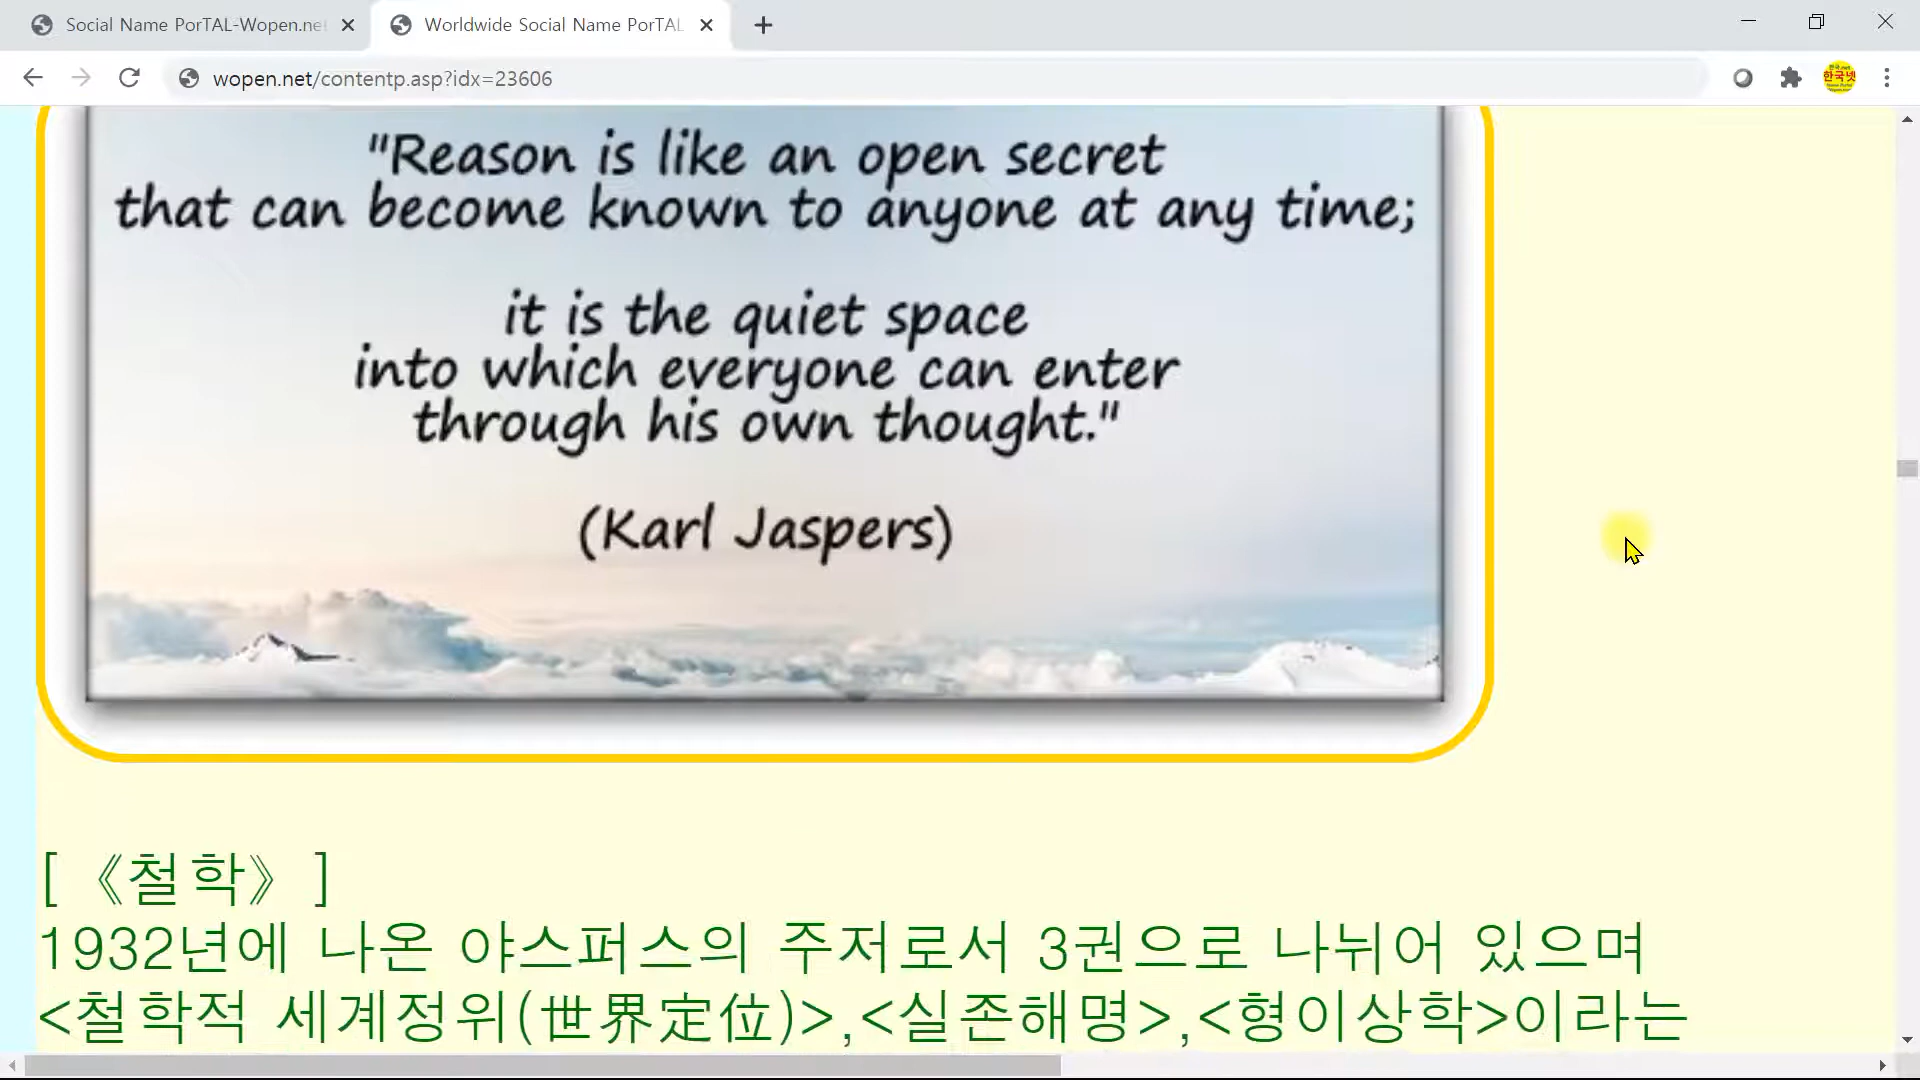 Social Name PorTAL-Wopen.ne
Worldwide Social Name PorTAL
wopen.net/contentp.asp?idx=23606
한국넷
"Reason is like an open secret
that can become known to anyone at any time;
it is the quiet space
into which everyone can enter
through his own thought."
(Karl Jaspers)
[ 《철학》 ]
1932년에 나온 야스퍼스의 주저로서 3권으로 나뉘어 있으며
<철학적 세계정위(世界定位)>,<실존해명>,<형이상학>이라는